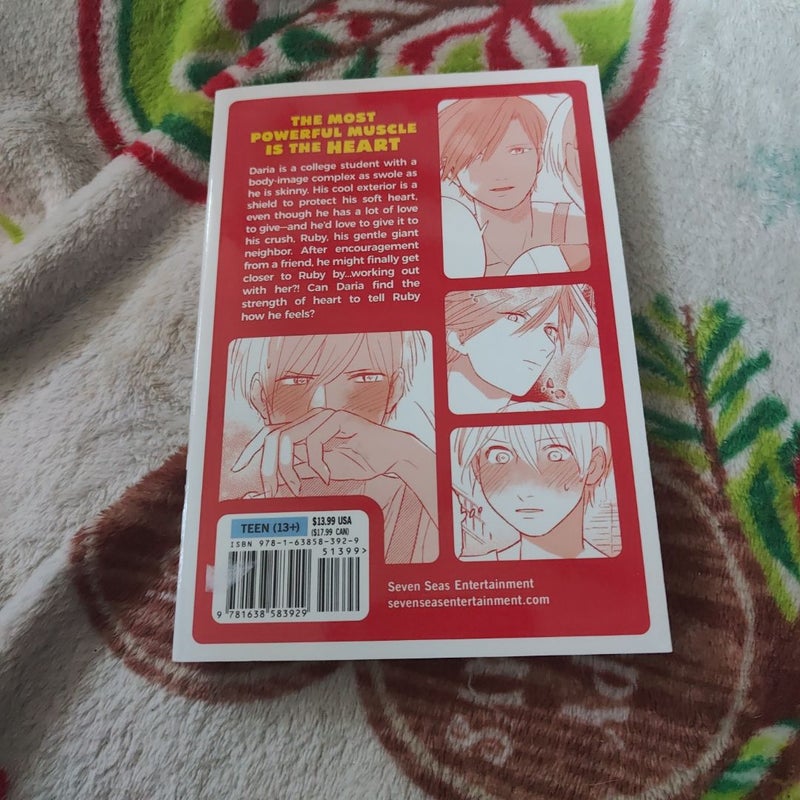 THE MOST
POWERFUL MUSCLE
IS THE HEART
Daria is a college student with a
body-image complex as swole as
he is skinny. His cool exterior is a
shield to protect his soft heart,
even though he has a lot of love
to give—and he'd love to give it to
his crush, Ruby, his gentle giant
neighbor. After encouragement
from a friend, he might finally get
closer to Ruby by...working out
with her?! Can Daria find the
strength of heart to tell Ruby
how he feels?
TEEN (13+)
$13.99 USA
($17.99 CAN)
ISBN 978-1-63858-392-9
51399>
9 781638 583929
Seven Seas Entertainment
sevenseasentertainment.com